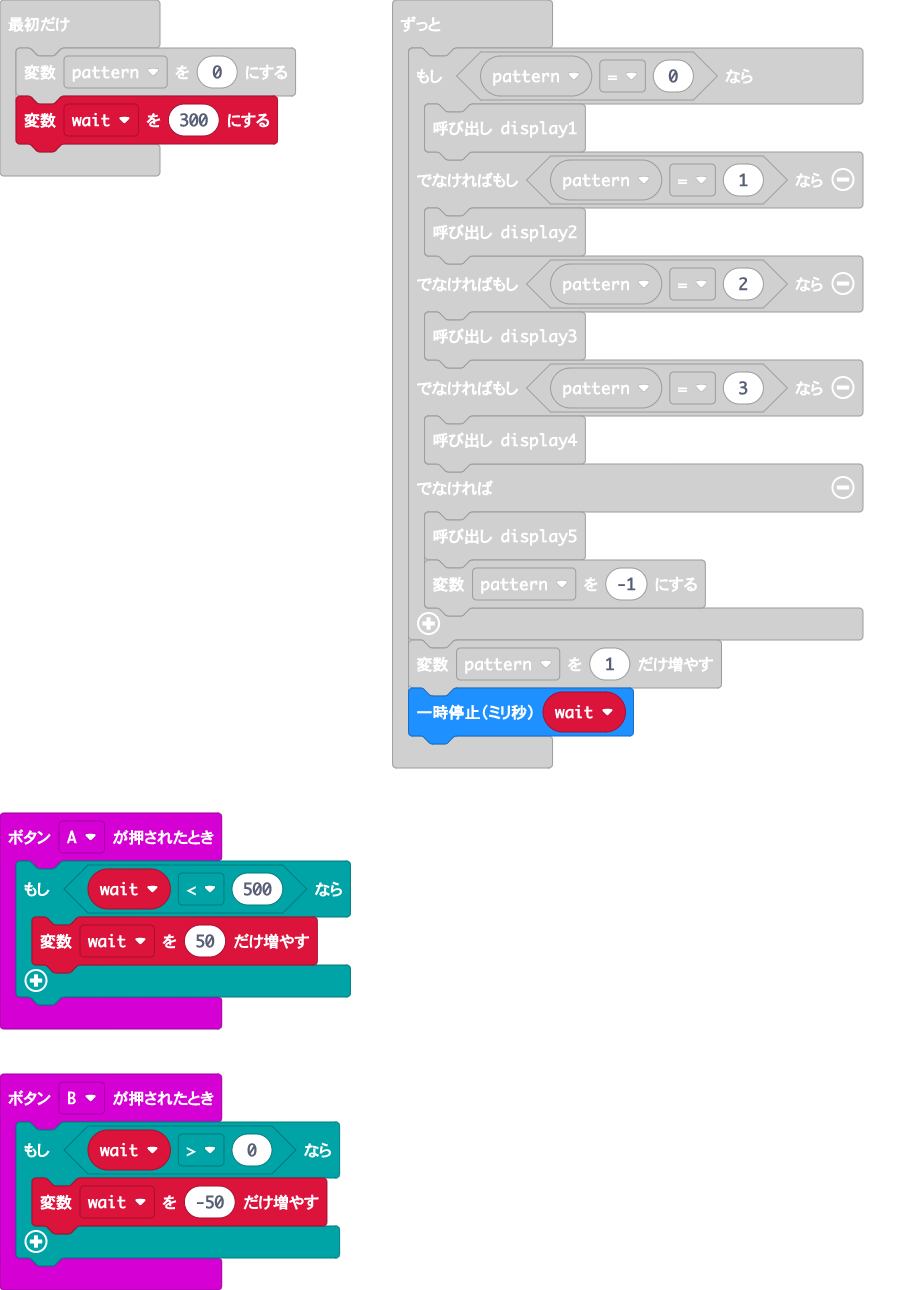 最初だけ
変数 pattern を 0 にする
変数 wait を 300 にする
ずっと
もし pattern = 0 なら
呼び出し display1
でなければもし pattern = 1 なら
呼び出し display2
でなければもし pattern = 2 なら
呼び出し display3
でなければもし pattern = 3 なら
呼び出し display4
でなければ
呼び出し display5
変数 pattern を -1 にする
変数 pattern を 1 だけ増やす
一時停止(ミリ秒) wait
ボタン A が押されたとき
もし wait < 500 なら
変数 wait を 50 だけ増やす
ボタン B が押されたとき
もし wait > 0 なら
変数 wait を -50 だけ増やす